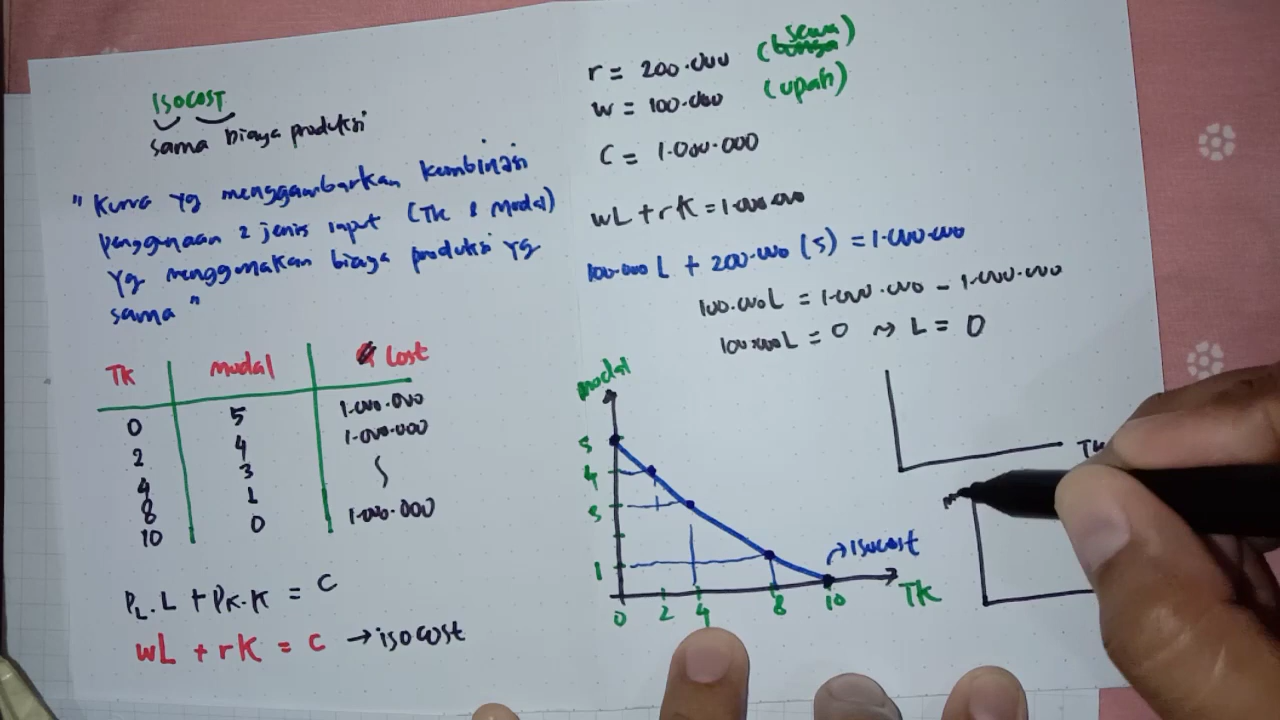 ISOCOST
sama biaya produksi
" Kurva yg menggambarkan kombinasi
penggunaan 2 jenis input (TK & Modal)
yg menggunakan biaya produksi yg
sama "
TK modal Cost
0 5 1.000.000
2 4 1.000.000
4 3
8 1
10 0 1.000.000
PL.L + PK.K = C
wL + rK = C → isocost
r = 200.000 (sewa)
w = 100.000 (upah)
C = 1.000.000
wL + rK = 1.000.000
100.000 L + 200.000 (5) = 1.000.000
100.000L = 1.000.000 - 1.000.000
100.000L = 0 ~> L = 0
modal
5
4
3
1
0 2 4 8 10 TK
isocost
TK